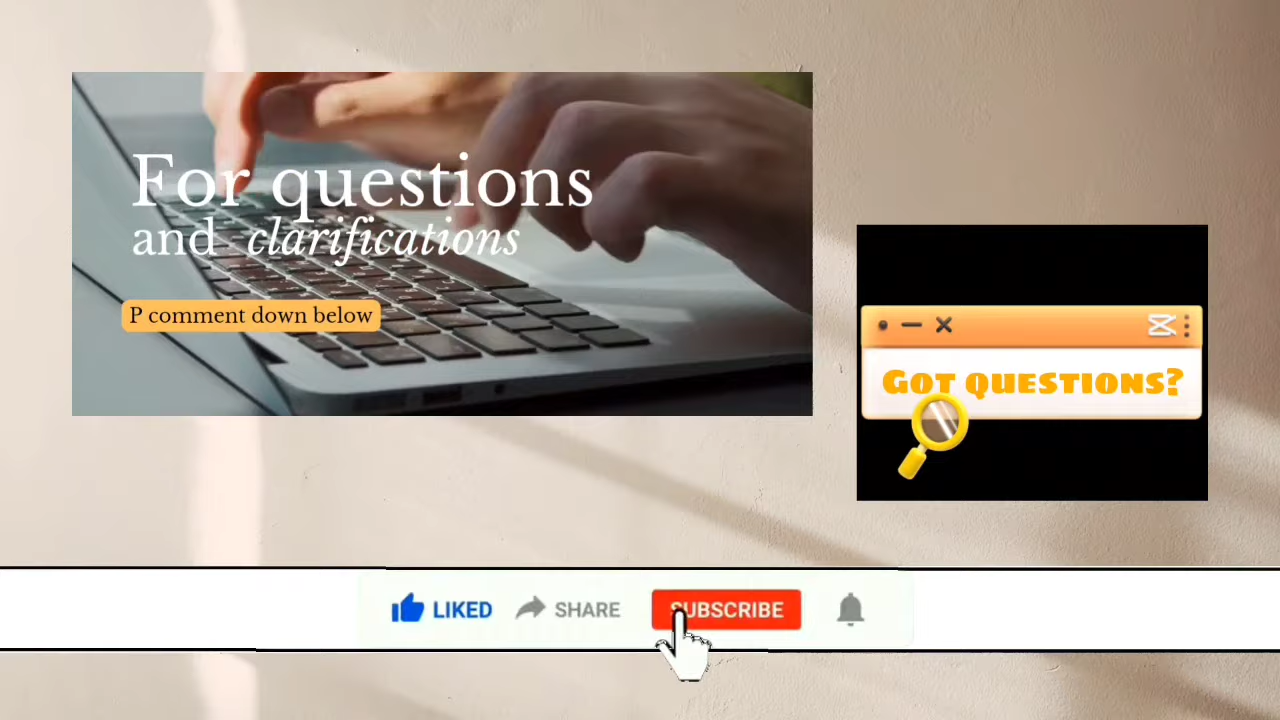 For questions
and clarifications
P comment down below
GOT QUESTIONS?
LIKED SHARE SUBSCRIBE